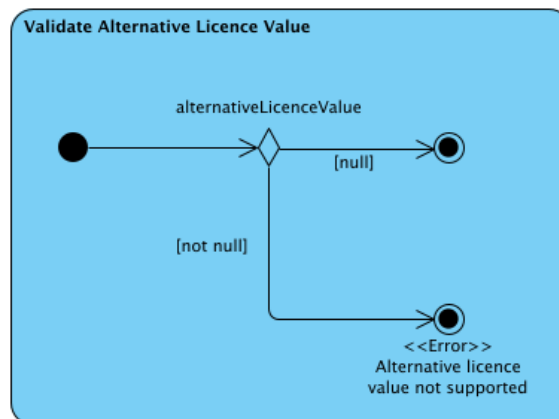 Validate Alternative Licence Value
alternativeLicenceValue
[null]
[not null]
<<Error>>
Alternative licence
value not supported